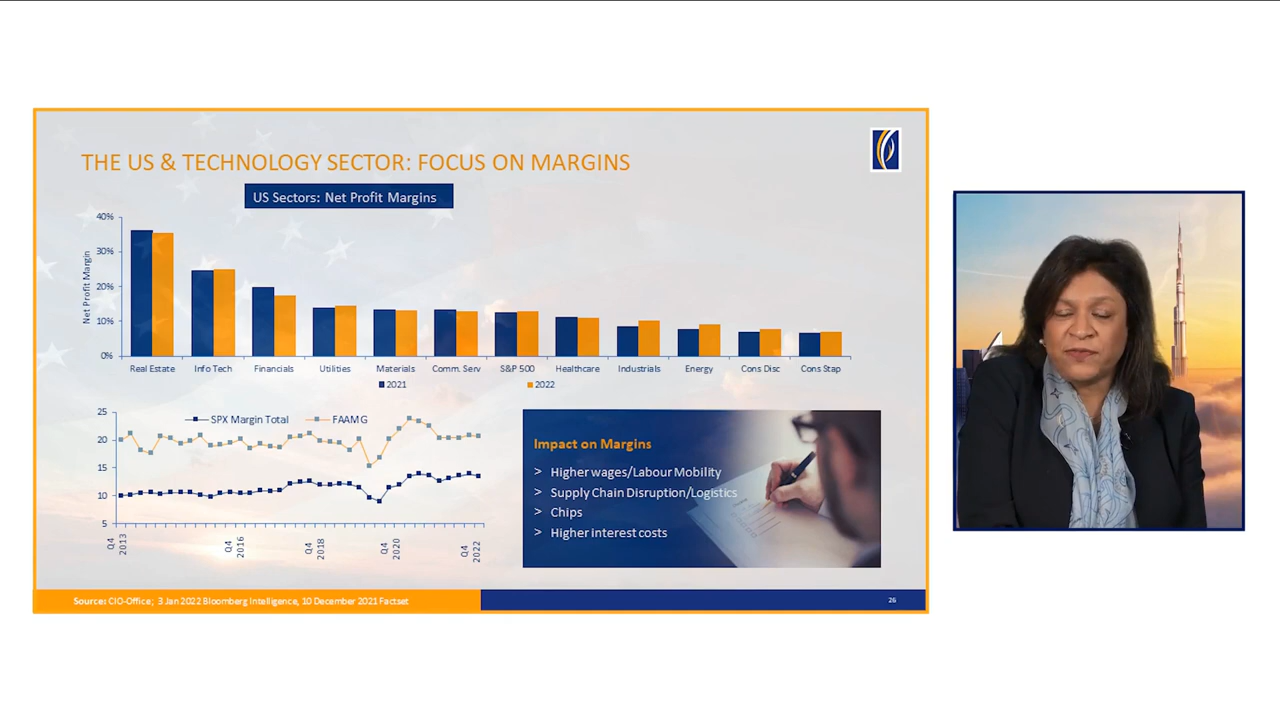 THE US & TECHNOLOGY SECTOR: FOCUS ON MARGINS
US Sectors: Net Profit Margins
Net Profit Margin
40%
30%
20%
10%
0%
Real Estate Info Tech Financials Utilities Materials Comm. Serv S&P 500 Healthcare Industrials Energy Cons Disc Cons Stap
2021 2022
SPX Margin Total FAAMG
25
20
15
10
5
Q4 2013 Q4 2016 Q4 2018 Q4 2020 Q4 2022
Impact on Margins
> Higher wages/Labour Mobility
> Supply Chain Disruption/Logistics
> Chips
> Higher interest costs
Source: CIO-Office; 3 Jan 2022 Bloomberg Intelligence, 10 December 2021 Factset
26